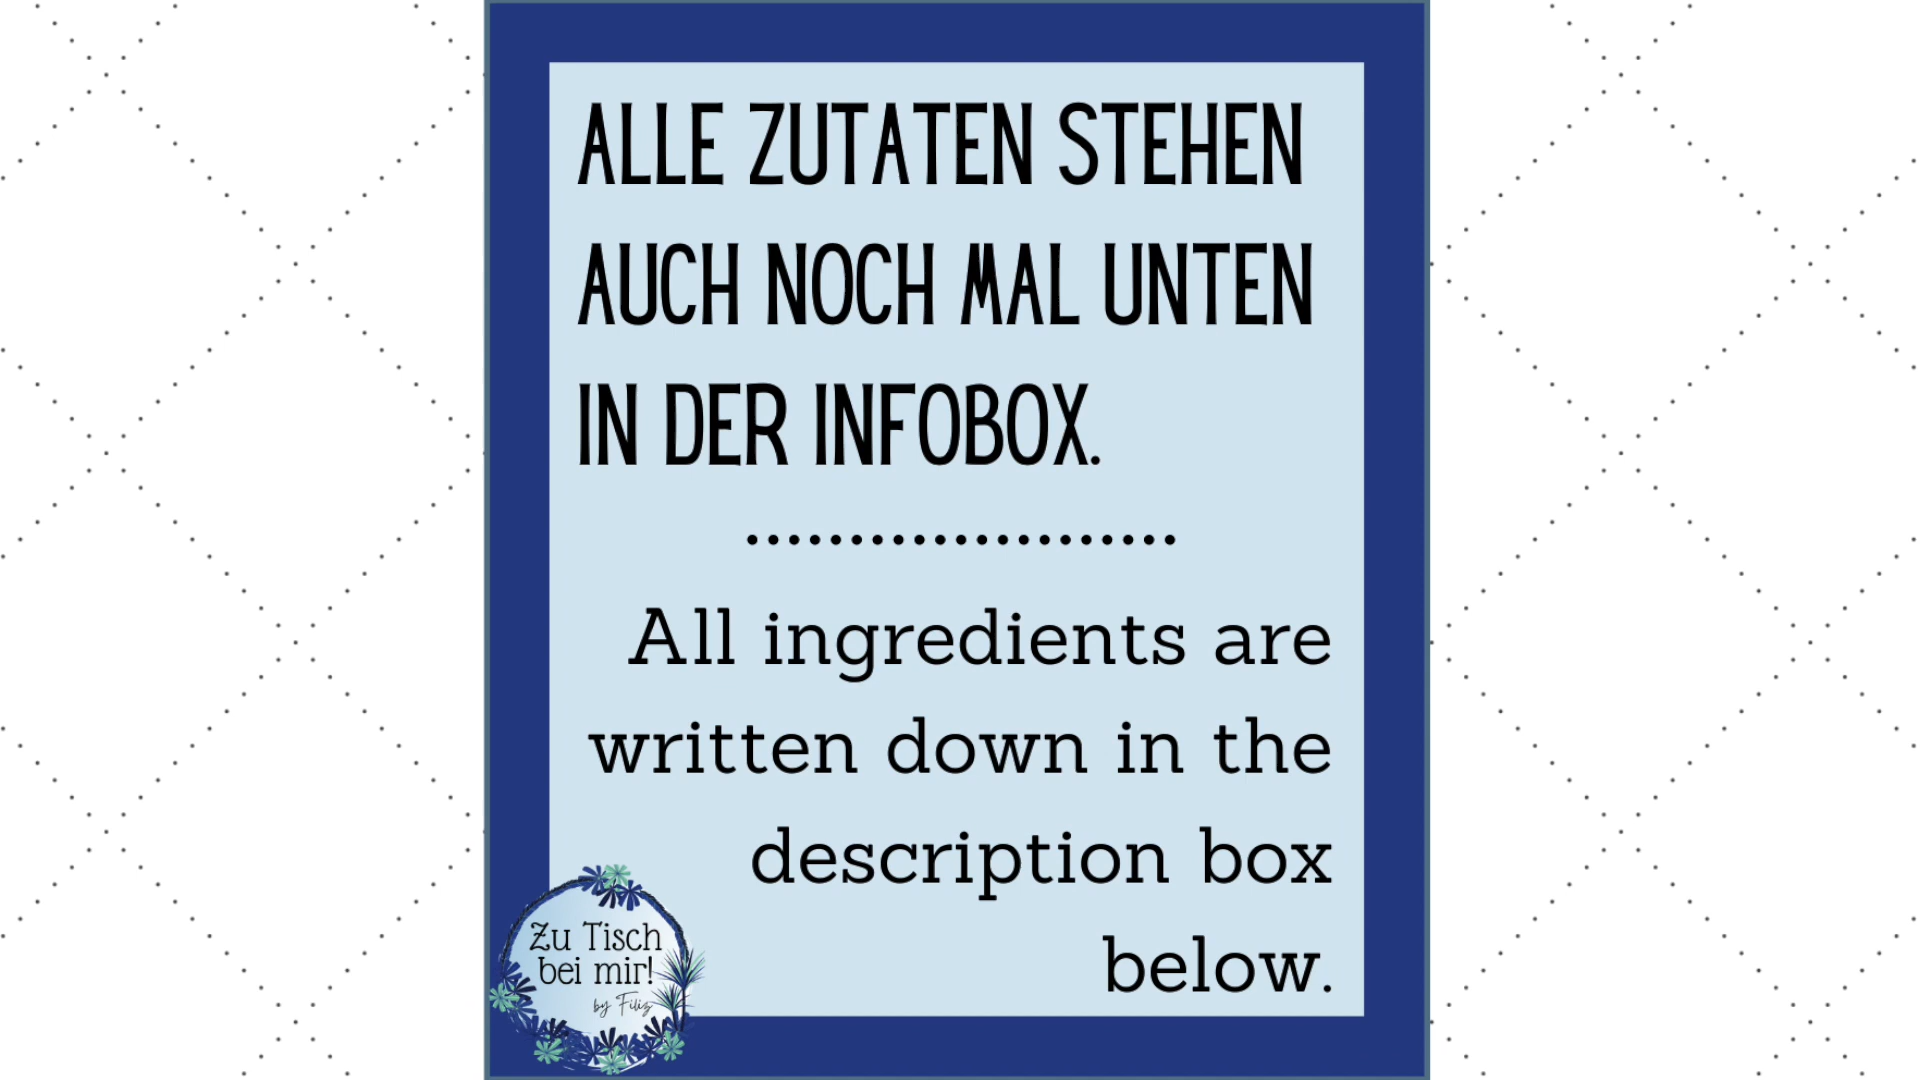 ALLE ZUTATEN STEHEN
AUCH NOCH MAL UNTEN
IN DER INFOBOX.
All ingredients are
written down in the
description box
below.
Zu Tisch
bei mir!
by Filiz